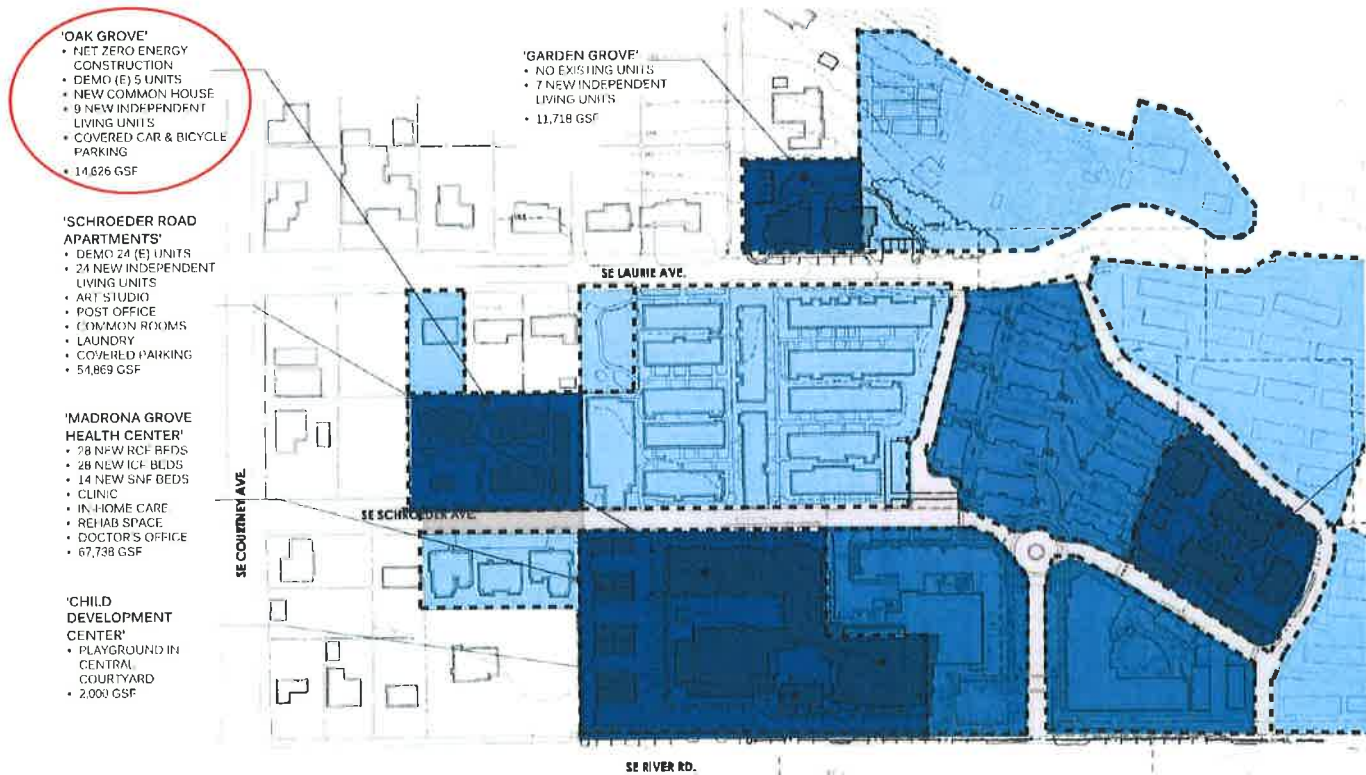 'OAK GROVE'
• NET ZERO ENERGY
CONSTRUCTION
• DEMO (E) 5 UNITS
• NEW COMMON HOUSE
• 9 NEW INDEPENDENT
LIVING UNITS
• COVERED CAR & BICYCLE
PARKING
• 14,626 GSF
'GARDEN GROVE'
• NO EXISTING UNITS
• 7 NEW INDEPENDENT
LIVING UNITS
• 11,718 GSF
'SCHROEDER ROAD
APARTMENTS'
• DEMO 24 (E) UNITS
• 24 NEW INDEPENDENT
LIVING UNITS
• ART STUDIO
• POST OFFICE
• COMMON ROOMS
• LAUNDRY
• COVERED PARKING
• 54,869 GSF
'MADRONA GROVE
HEALTH CENTER'
• 28 NEW RCF BEDS
• 28 NEW ICF BEDS
• 14 NEW SNF BEDS
• CLINIC
• IN-HOME CARE
• REHAB SPACE
• DOCTOR'S OFFICE
• 67,738 GSF
'CHILD
DEVELOPMENT
CENTER'
• PLAYGROUND IN
CENTRAL
COURTYARD
• 2,000 GSF
SE LAURIE AVE.
SE COURTNEY AVE.
SE SCHROEDER AVE.
SE RIVER RD.